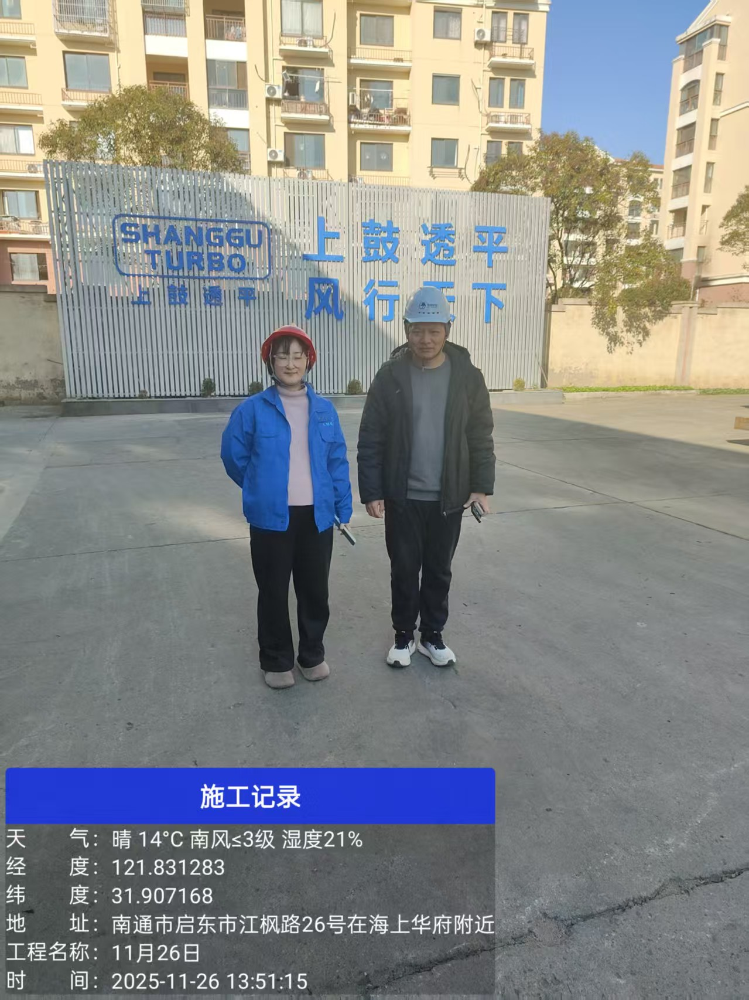 SHANGGU
TURBO
上鼓透平
上鼓透平
风行天下
施工记录
天气：晴 14°C 南风≤3级 湿度21%
经度：121.831283
纬度：31.907168
地址：南通市启东市江枫路26号在海上华府附近
工程名称：11月26日
时间：2025-11-26 13:51:15